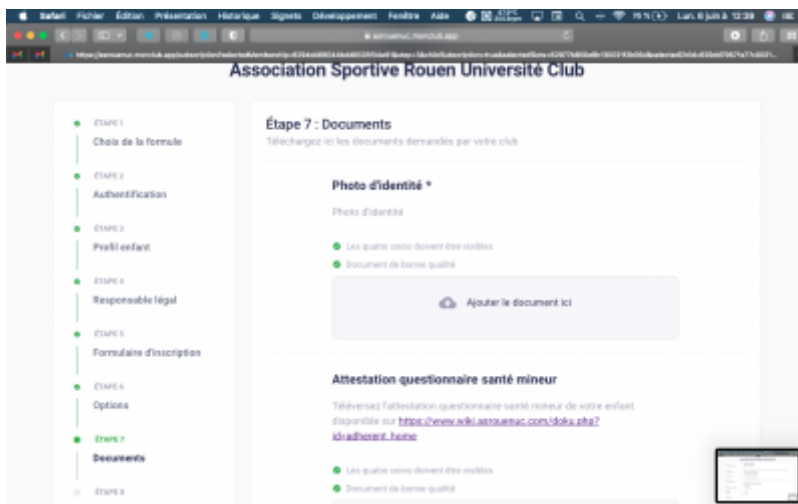 Safari Fichier Édition Présentation Historique Signets Développement Fenêtre Aide Lun. 6 juin à 12:39
asrouenuc.monclub.app
Association Sportive Rouen Université Club
ÉTAPE 1
Choix de la formule
ÉTAPE 2
Authentification
ÉTAPE 3
Profil enfant
ÉTAPE 4
Responsable légal
ÉTAPE 5
Formulaire d'inscription
ÉTAPE 6
Options
ÉTAPE 7
Documents
ÉTAPE 8
Étape 7 : Documents
Téléchargez ici les documents demandés par votre club
Photo d'identité *
Photo d'identité
Les quatre coins doivent être visibles
Document de bonne qualité
Ajouter le document ici
Attestation questionnaire santé mineur
Téléversez l'attestation questionnaire santé mineur de votre enfant
disponible sur https://www.wiki.asrouenuc.com/doku.php?
id=adherent_home
Les quatre coins doivent être visibles
Document de bonne qualité